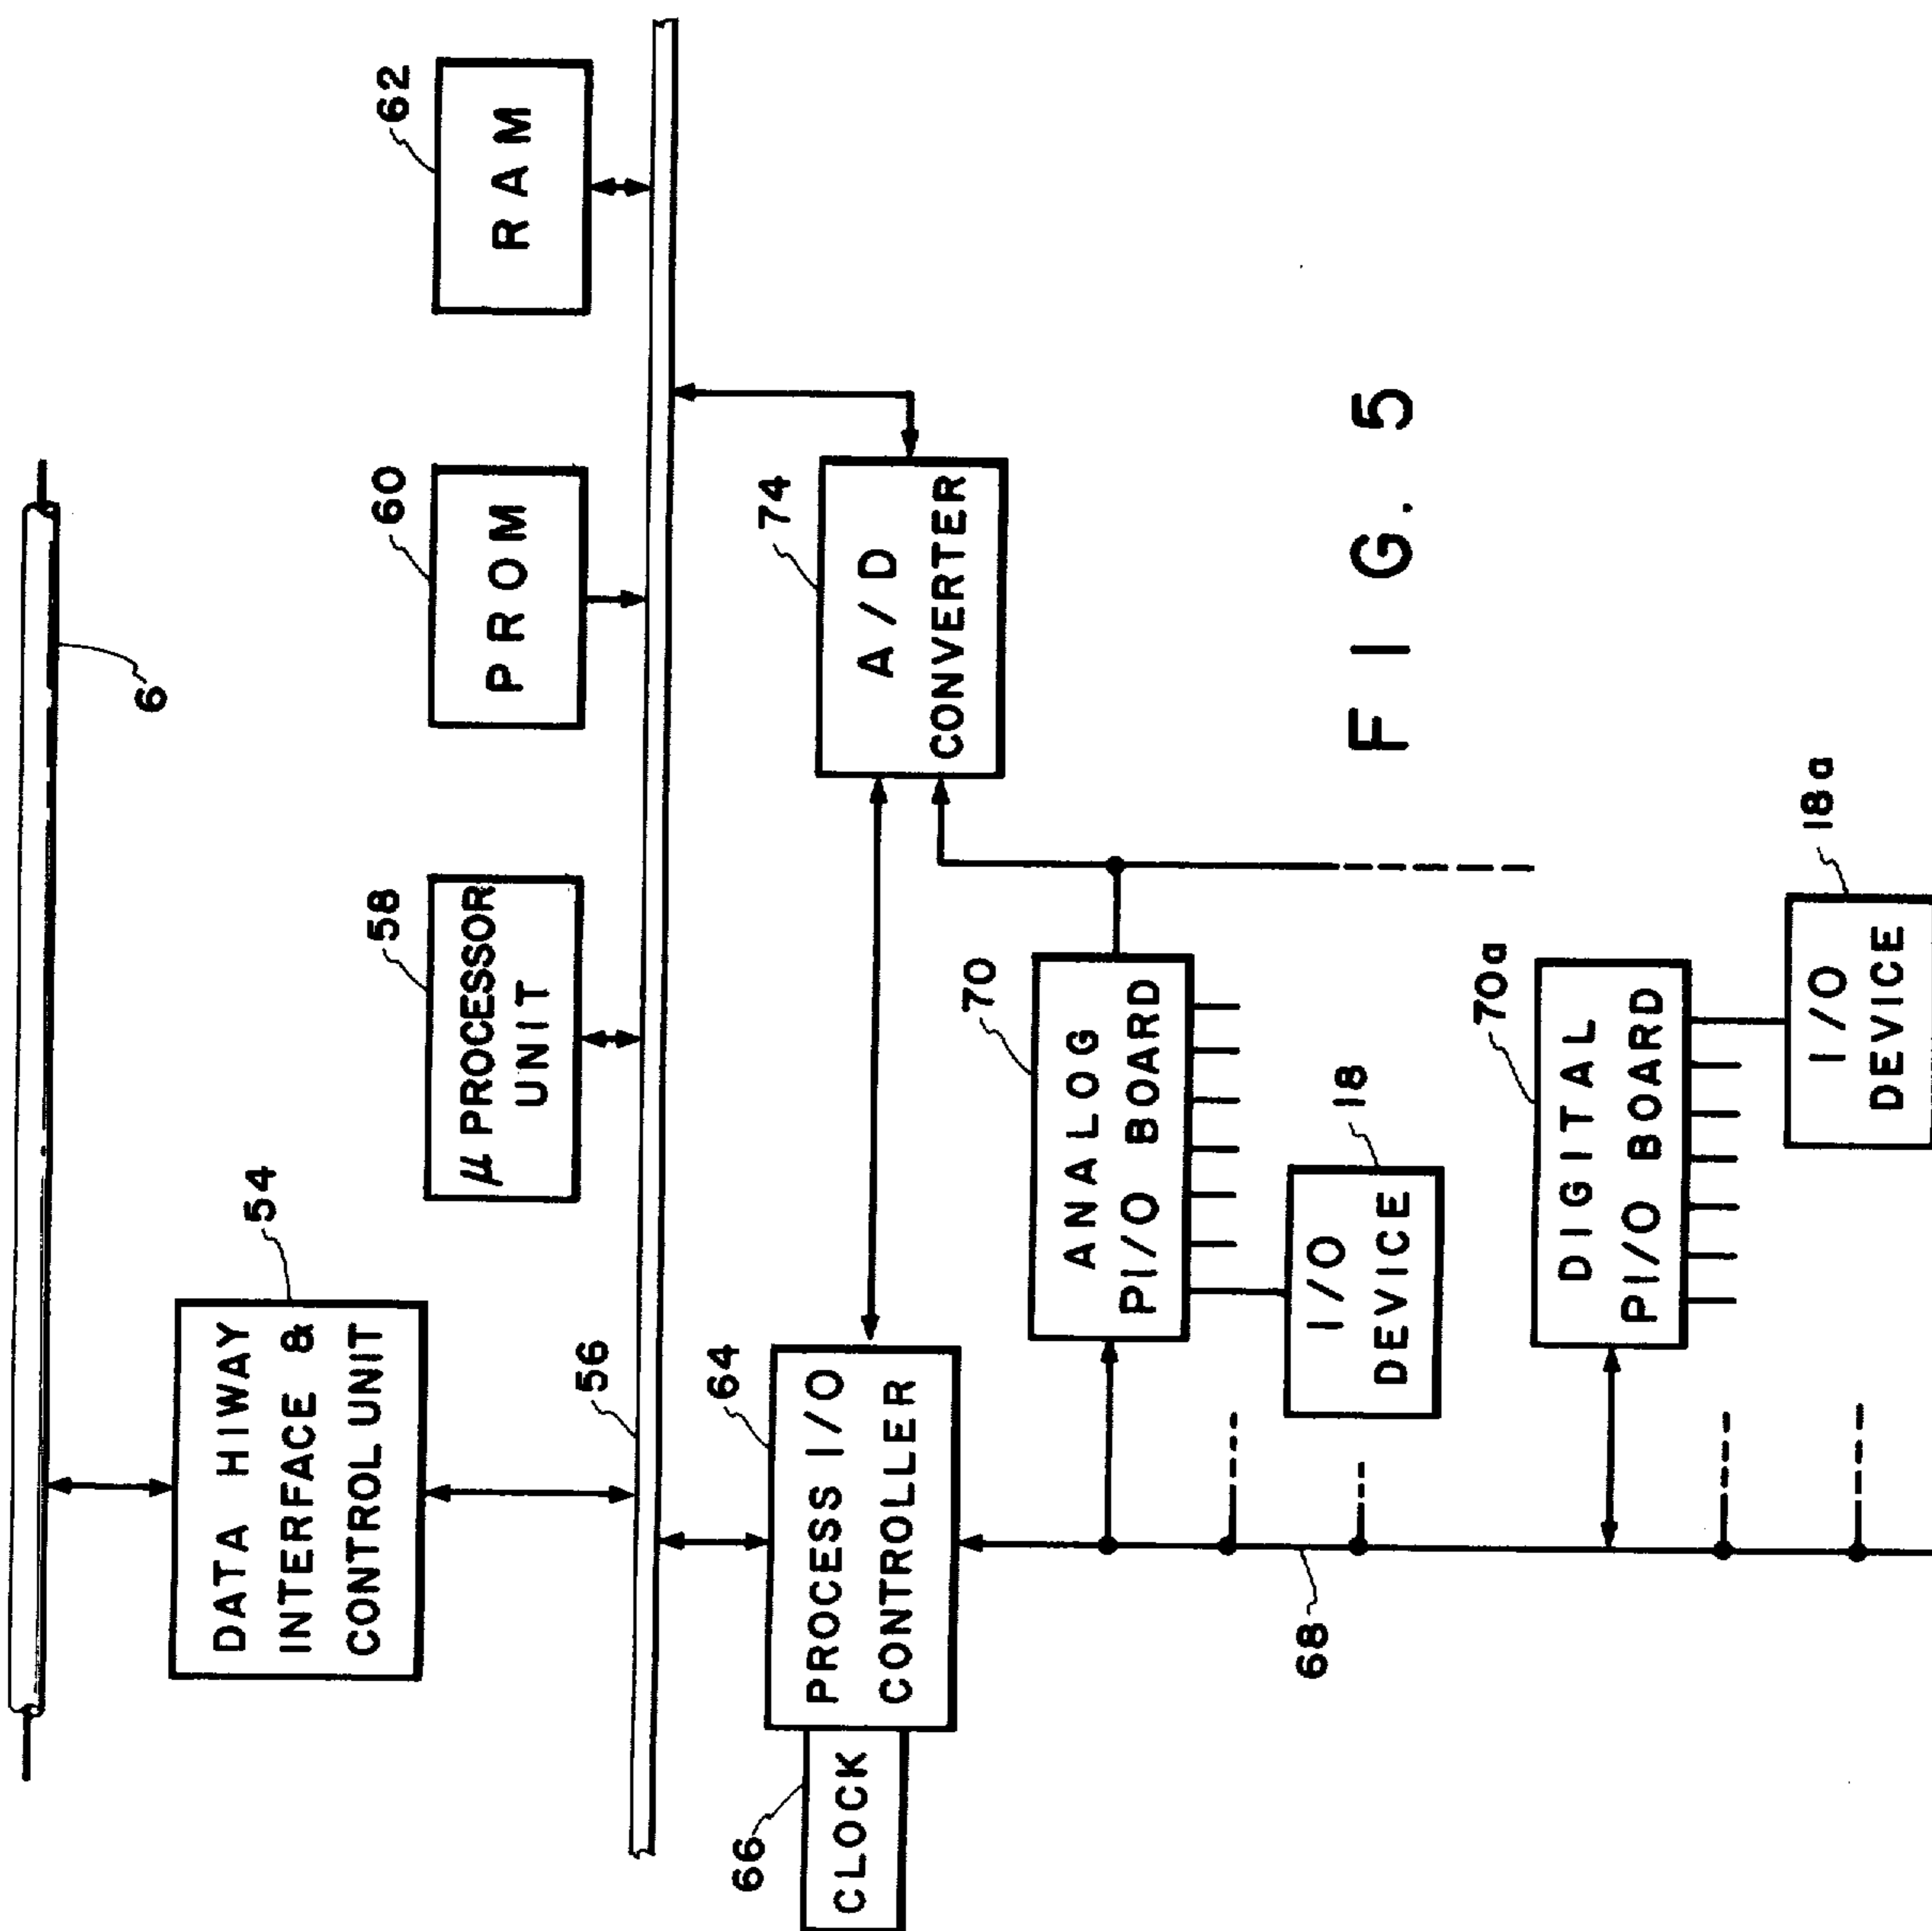 6
DATA HIWAY
INTERFACE &
CONTROL UNIT
54
μ PROCESSOR
UNIT
58
PROM
60
RAM
62
56
CLOCK
66
PROCESS I/O
CONTROLLER
64
A/D
CONVERTER
74
ANALOG
PI/O BOARD
70
68
I/O
DEVICE
18
DIGITAL
PI/O BOARD
70a
I/O
DEVICE
18a
FIG. 5